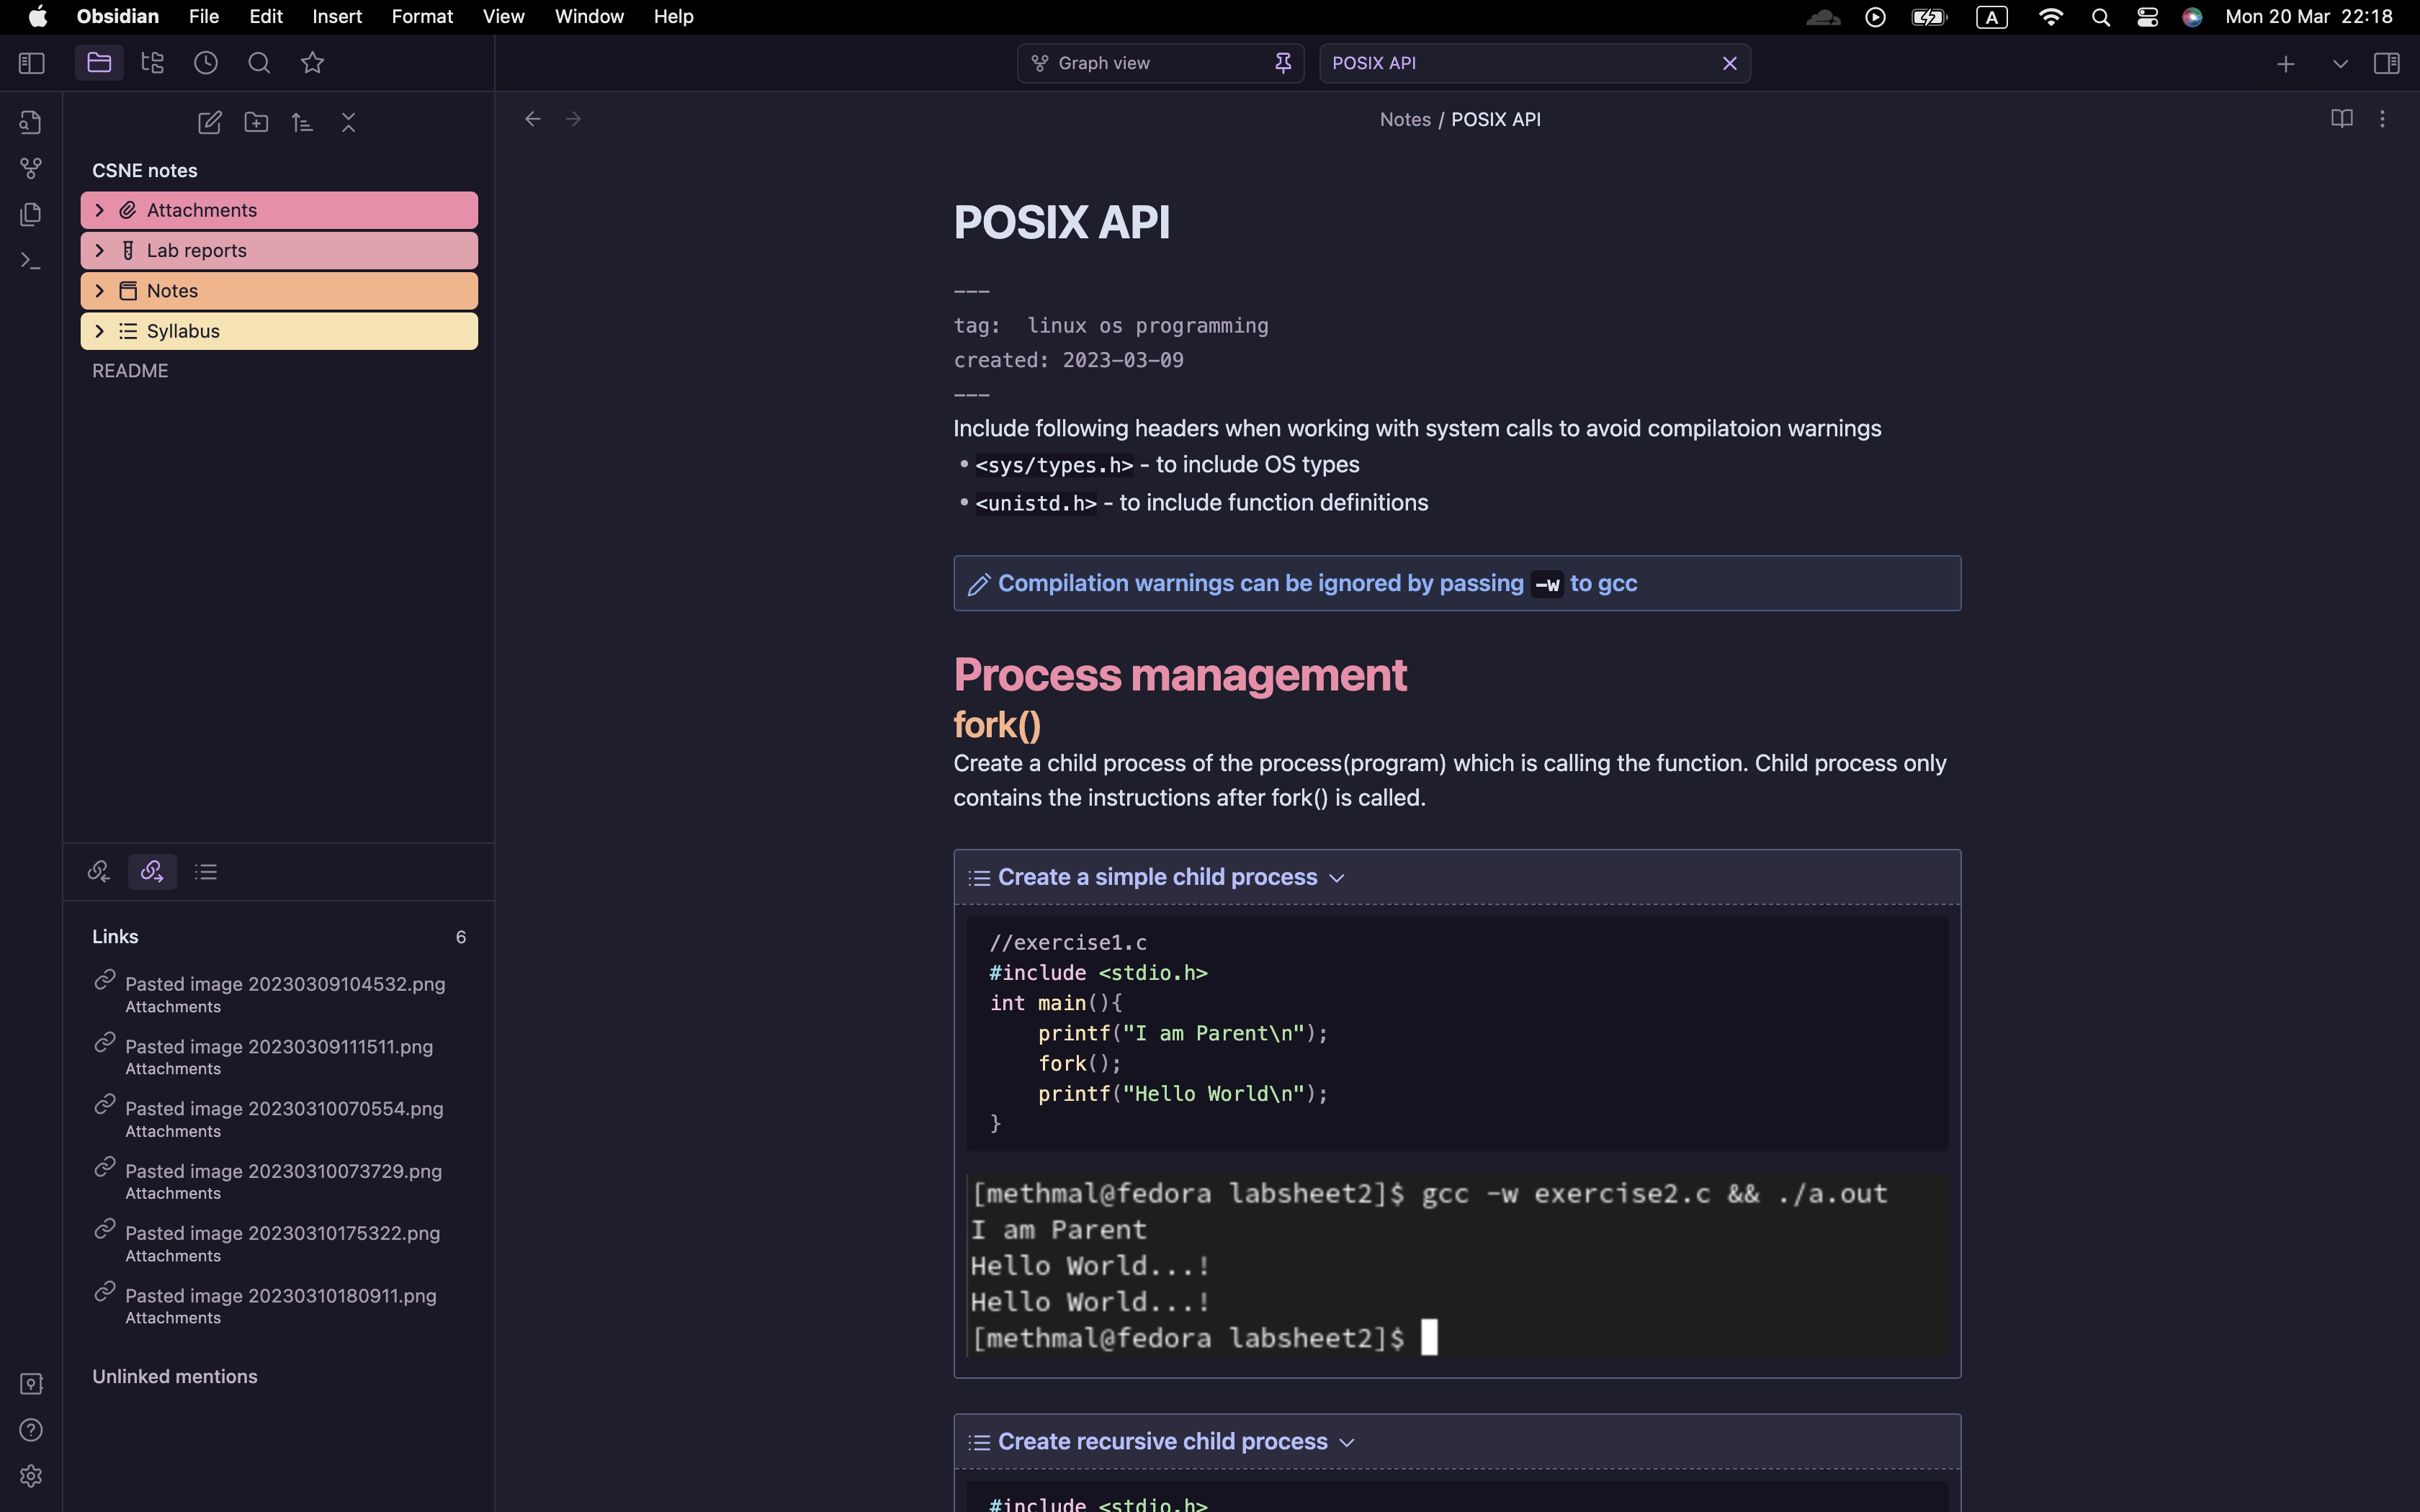 Obsidian File Edit Insert Format View Window Help
A Mon 20 Mar 22:18
Graph view
POSIX API
Notes / POSIX API
CSNE notes
Attachments
Lab reports
Notes
Syllabus
README
Links 6
Pasted image 20230309104532.png
Attachments
Pasted image 20230309111511.png
Attachments
Pasted image 20230310070554.png
Attachments
Pasted image 20230310073729.png
Attachments
Pasted image 20230310175322.png
Attachments
Pasted image 20230310180911.png
Attachments
Unlinked mentions
POSIX API
---
tag:  linux os programming
created: 2023-03-09
---
Include following headers when working with system calls to avoid compilatoion warnings
• <sys/types.h> - to include OS types
• <unistd.h> - to include function definitions
Compilation warnings can be ignored by passing -w to gcc
Process management
fork()
Create a child process of the process(program) which is calling the function. Child process only
contains the instructions after fork() is called.
Create a simple child process
//exercise1.c
#include <stdio.h>
int main(){
    printf("I am Parent\n");
    fork();
    printf("Hello World\n");
}
[methmal@fedora labsheet2]$ gcc -w exercise2.c && ./a.out
I am Parent
Hello World...!
Hello World...!
[methmal@fedora labsheet2]$
Create recursive child process
#include <stdio.h>